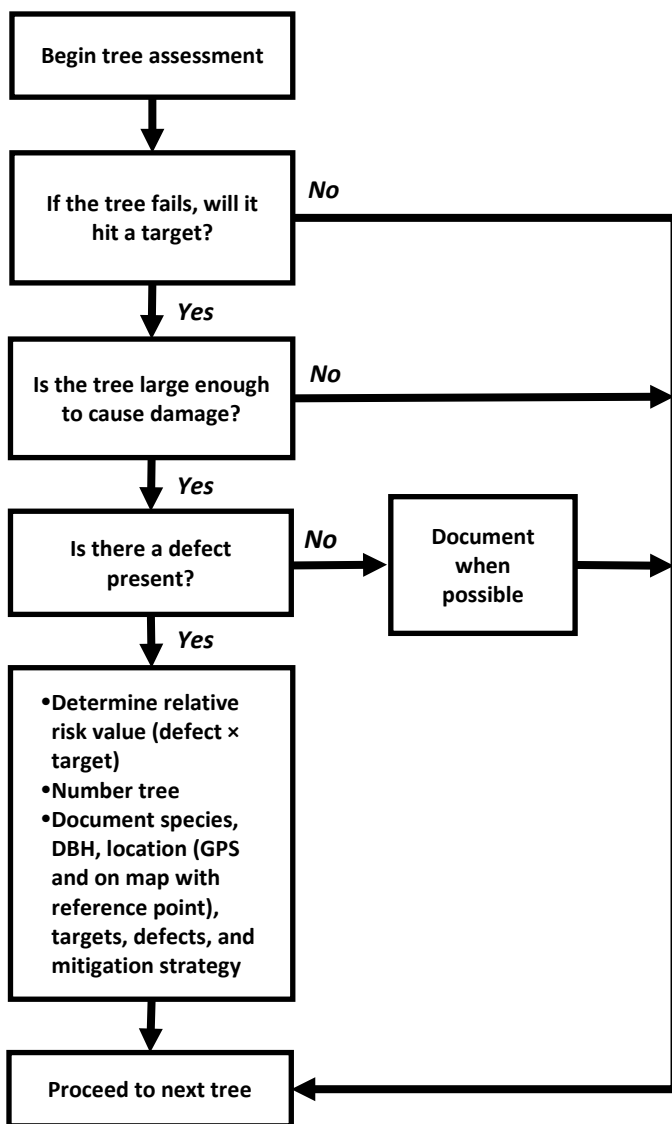 Begin tree assessment
If the tree fails, will it
hit a target?
No
Yes
Is the tree large enough
to cause damage?
No
Yes
Is there a defect
present?
No
Document
when
possible
Yes
•Determine relative
risk value (defect ×
target)
•Number tree
•Document species,
DBH, location (GPS
and on map with
reference point),
targets, defects, and
mitigation strategy
Proceed to next tree